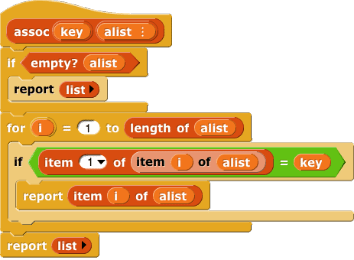 assoc key alist ⋮
if empty? alist
report list
for i = 1 to length of alist
if item 1 of item i of alist = key
report item i of alist
report list